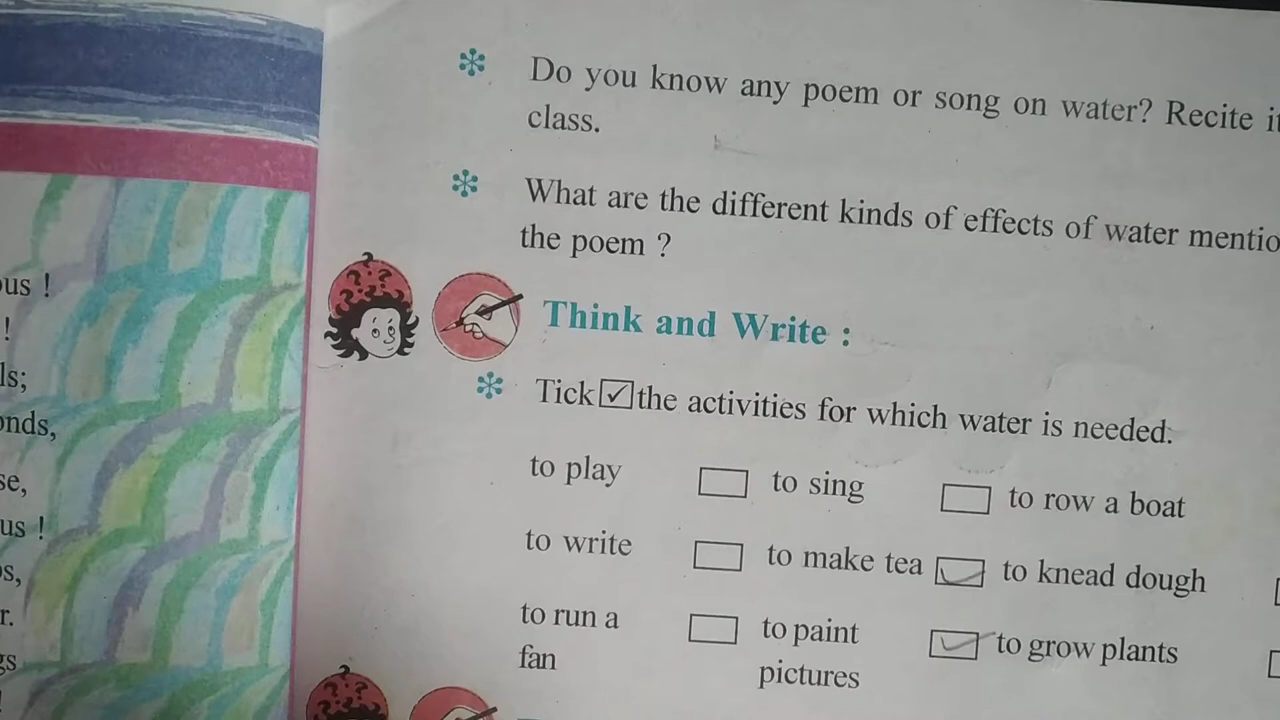 Do you know any poem or song on water? Recite
class.
What are the different kinds of effects of water
the poem ?
us !
!
Think and Write :
Tick ☑ the activities for which water is needed.
to play ☐ to sing ☐ to row a boat
to write ☐ to make tea ☑ to knead dough
to run a ☐ to paint ☑ to grow plants
fan pictures